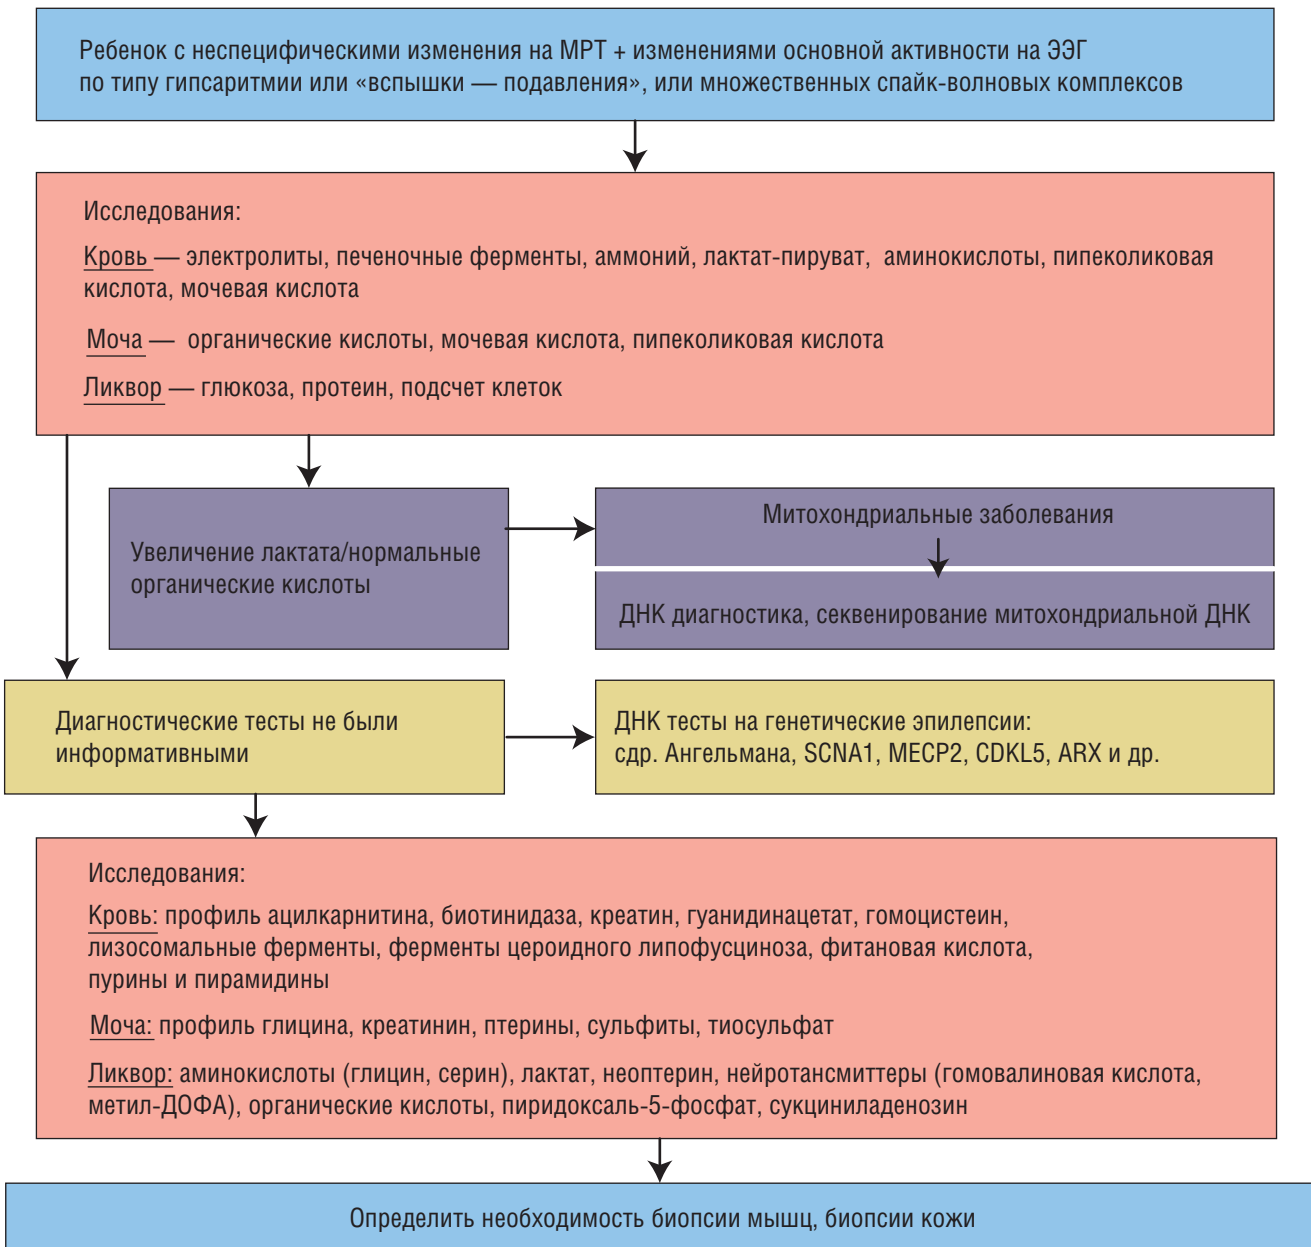 Ребенок с неспецифическими изменения на МРТ + изменениями основной активности на ЭЭГ
по типу гипсаритмии или «вспышки — подавления», или множественных спайк-волновых комплексов
Исследования:
Кровь — электролиты, печеночные ферменты, аммоний, лактат-пируват, аминокислоты, пипеколиковая
кислота, мочевая кислота
Моча — органические кислоты, мочевая кислота, пипеколиковая кислота
Ликвор — глюкоза, протеин, подсчет клеток
Увеличение лактата/нормальные
органические кислоты
Митохондриальные заболевания
ДНК диагностика, секвенирование митохондриальной ДНК
Диагностические тесты не были
информативными
ДНК тесты на генетические эпилепсии:
сдр. Ангельмана, SCNA1, MECP2, CDKL5, ARX и др.
Исследования:
Кровь: профиль ацилкарнитина, биотинидаза, креатин, гуанидинацетат, гомоцистеин,
лизосомальные ферменты, ферменты цероидного липофусциноза, фитановая кислота,
пурины и пирамидины
Моча: профиль глицина, креатинин, птерины, сульфиты, тиосульфат
Ликвор: аминокислоты (глицин, серин), лактат, неоптерин, нейротансмиттеры (гомовалиновая кислота,
метил-ДОФА), органические кислоты, пиридоксаль-5-фосфат, сукциниладенозин
Определить необходимость биопсии мышц, биопсии кожи